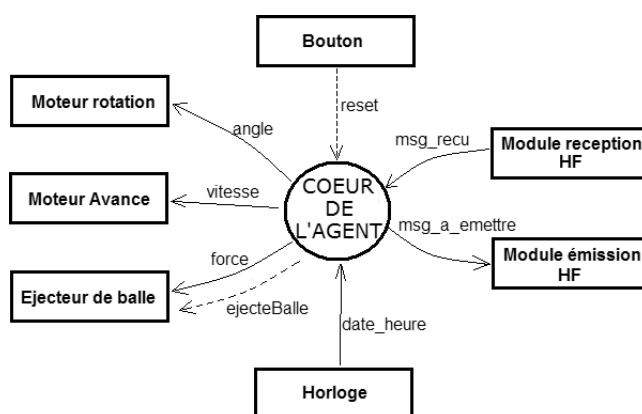 Bouton
reset
Moteur rotation
angle
msg_recu
Module reception
HF
Moteur Avance
vitesse
COEUR
DE
L'AGENT
msg_a_emettre
Module émission
HF
force
Ejecteur de balle
ejecteBalle
date_heure
Horloge